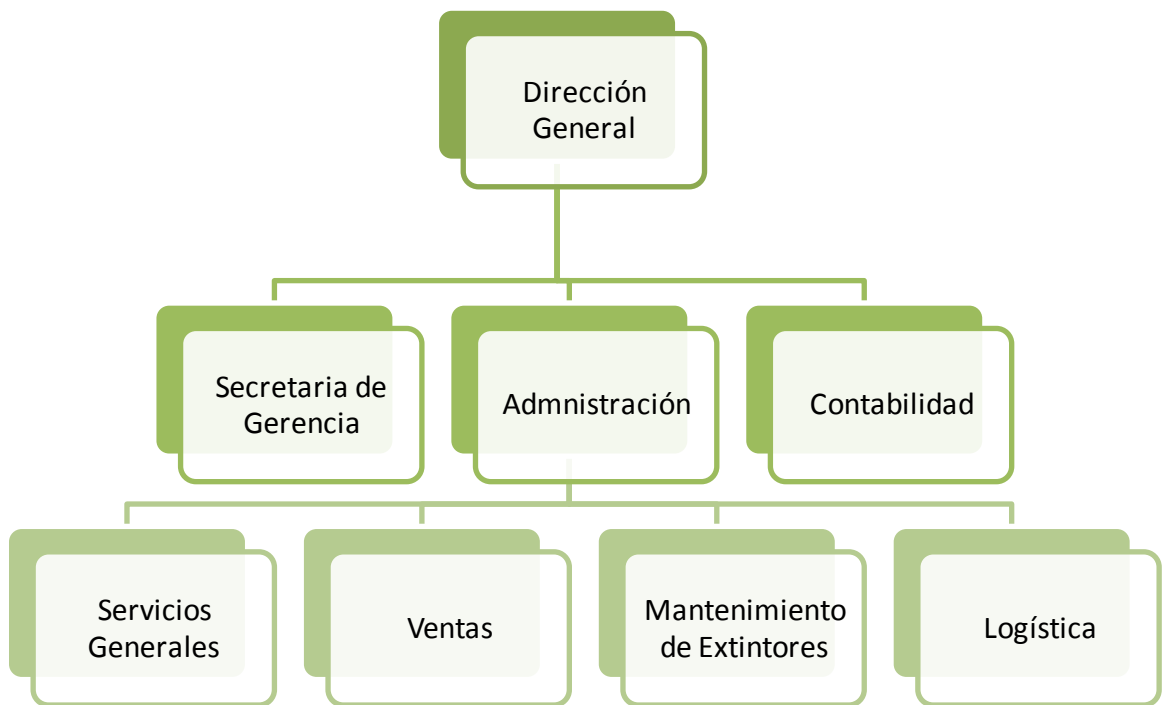 Dirección
General
Secretaria de
Gerencia
Admnistración
Contabilidad
Servicios
Generales
Ventas
Mantenimiento
de Extintores
Logística